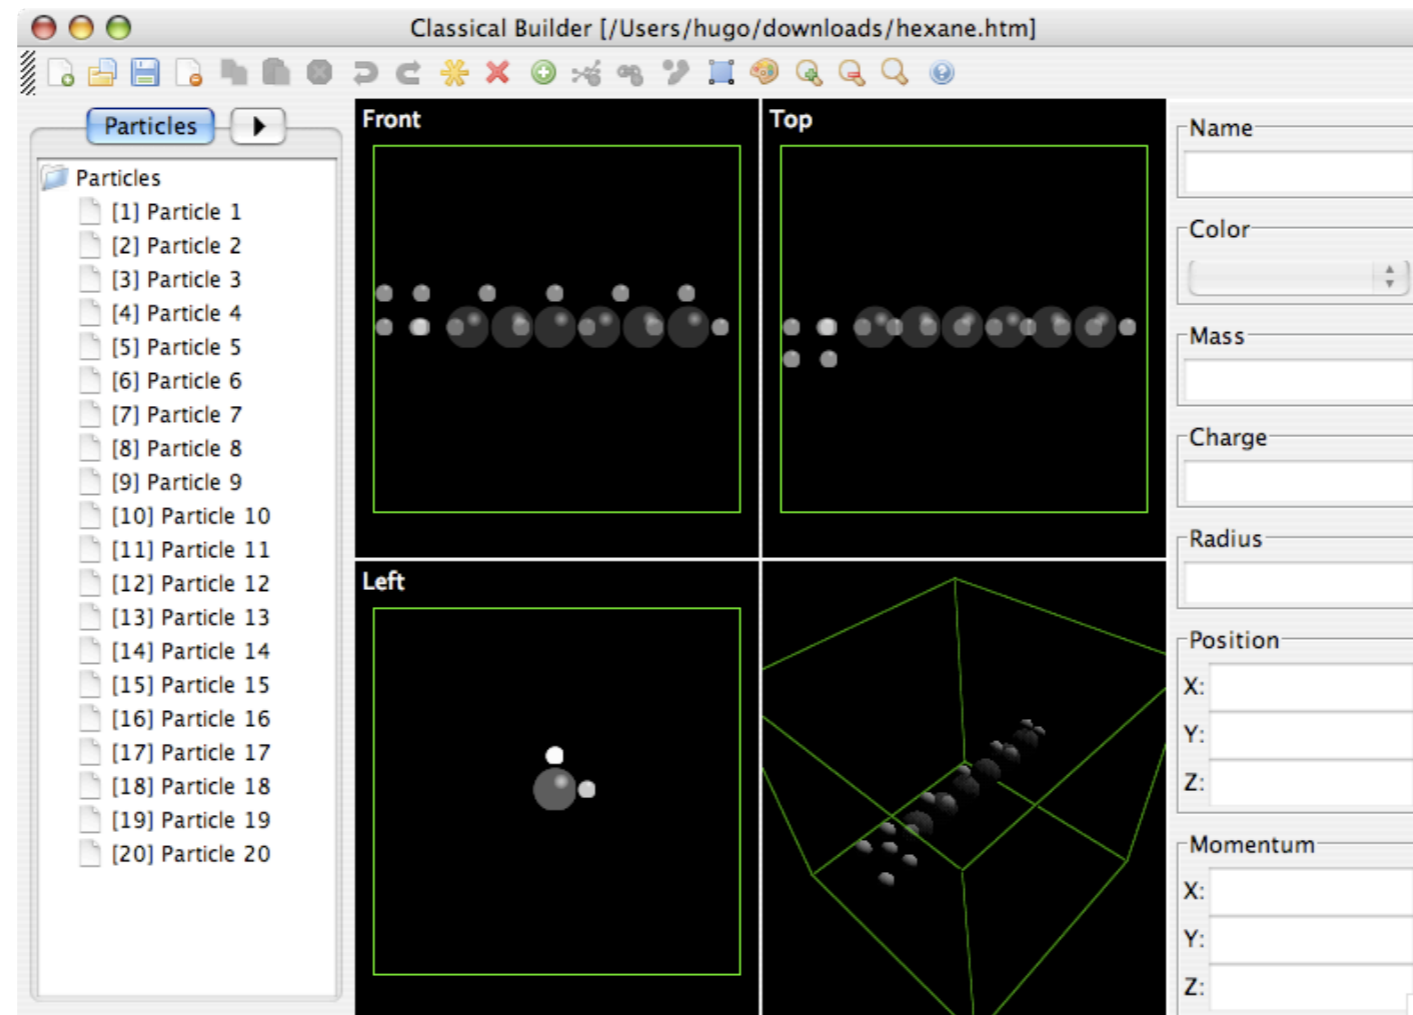 Classical Builder [/Users/hugo/downloads/hexane.htm]
Particles
Particles
[1] Particle 1
[2] Particle 2
[3] Particle 3
[4] Particle 4
[5] Particle 5
[6] Particle 6
[7] Particle 7
[8] Particle 8
[9] Particle 9
[10] Particle 10
[11] Particle 11
[12] Particle 12
[13] Particle 13
[14] Particle 14
[15] Particle 15
[16] Particle 16
[17] Particle 17
[18] Particle 18
[19] Particle 19
[20] Particle 20
Front
Top
Left
Name
Color
Mass
Charge
Radius
Position
X:
Y:
Z:
Momentum
X:
Y:
Z: